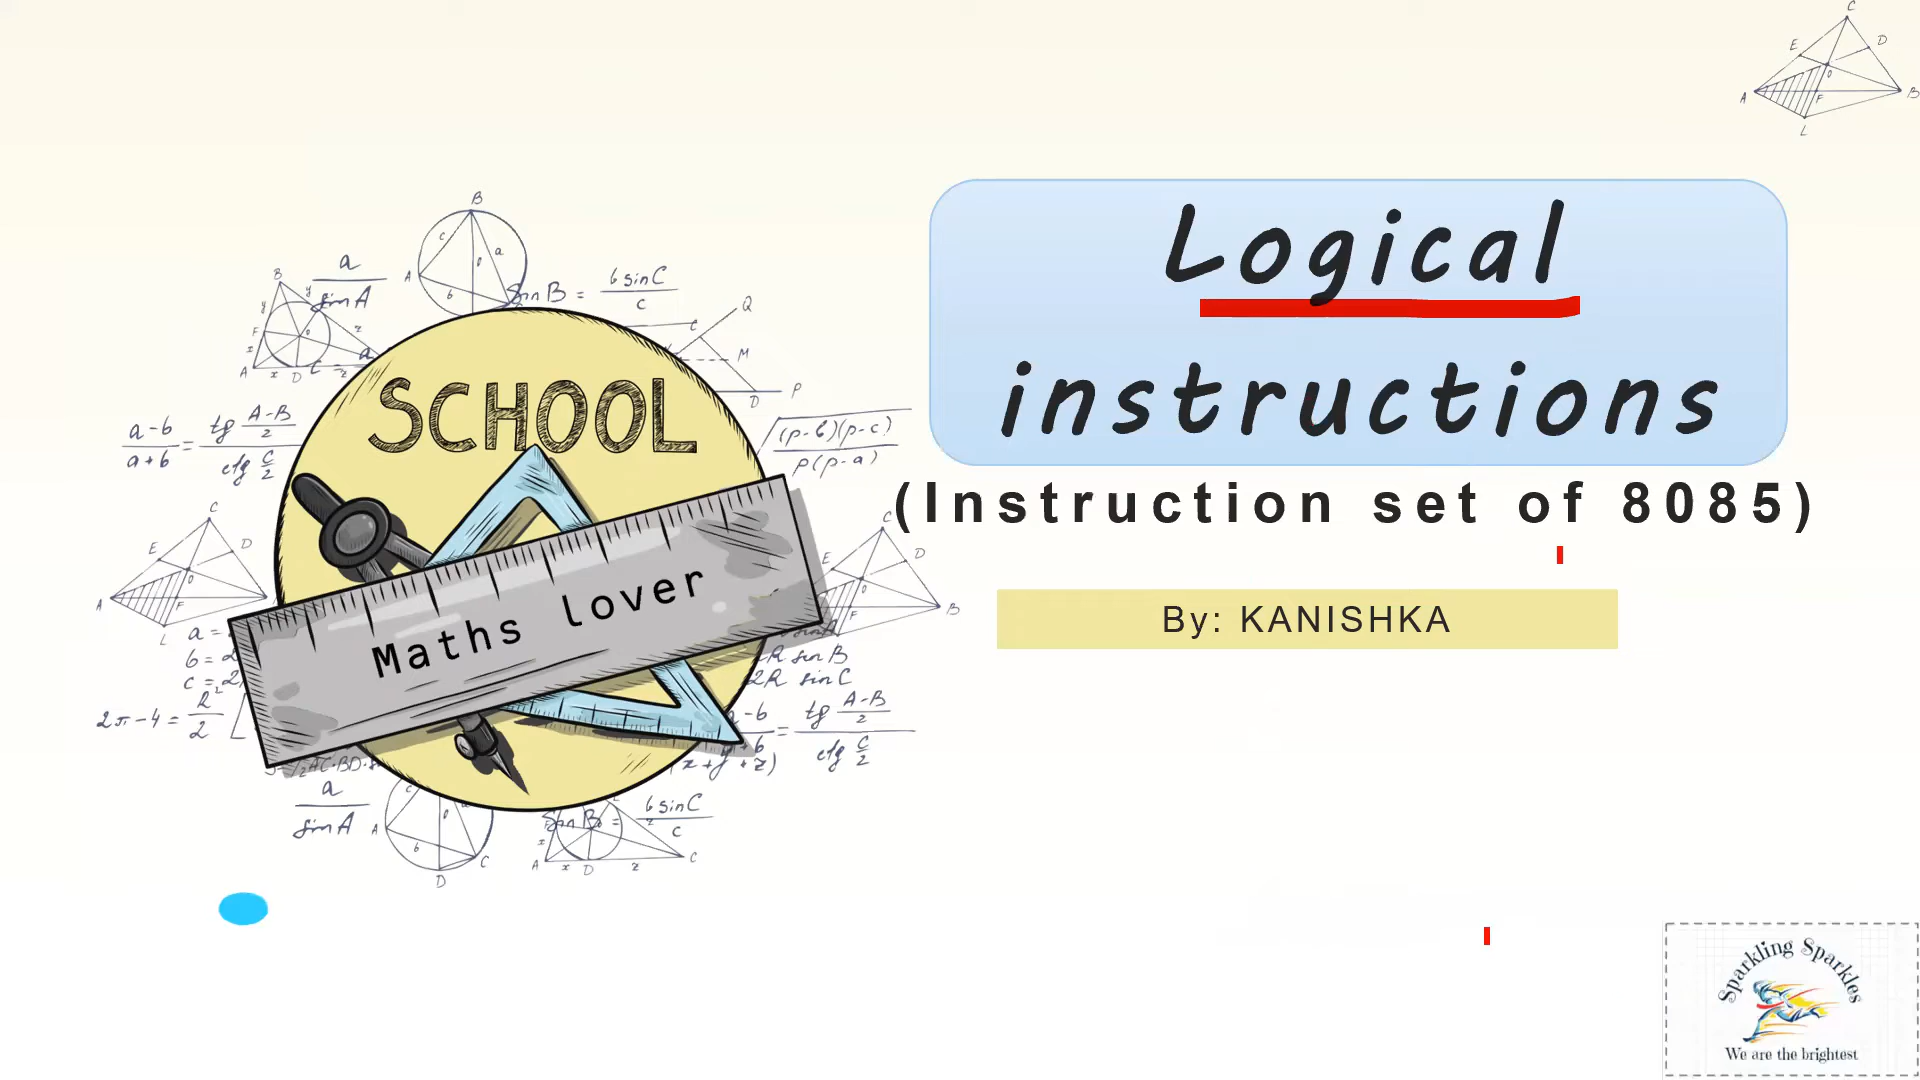 Logical
instructions
(Instruction set of 8085)
By: KANISHKA
SCHOOL
Maths lover
Sparkling Sparkles
We are the brightest